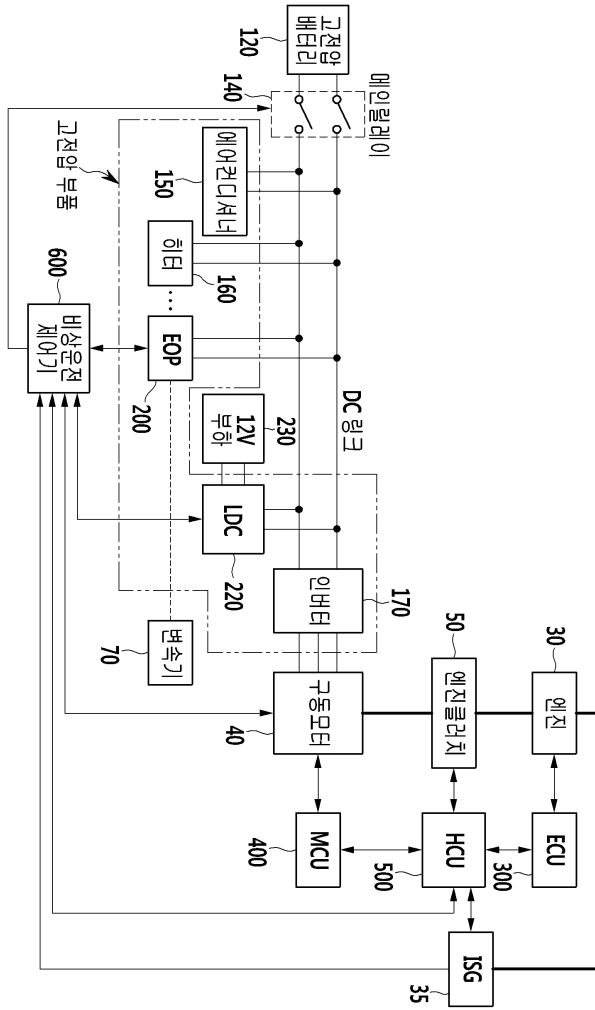 고전압
배터리
120
140
메인릴레이
에어컨디셔너
150
히터
160
EOP
200
고전압 부품
600
비상운전
제어기
DC 링크
12V
부하
230
LDC
220
인버터
170
변속기
70
구동모터
40
엔진클러치
50
엔진
30
MCU
400
HCU
500
ECU
300
ISG
35